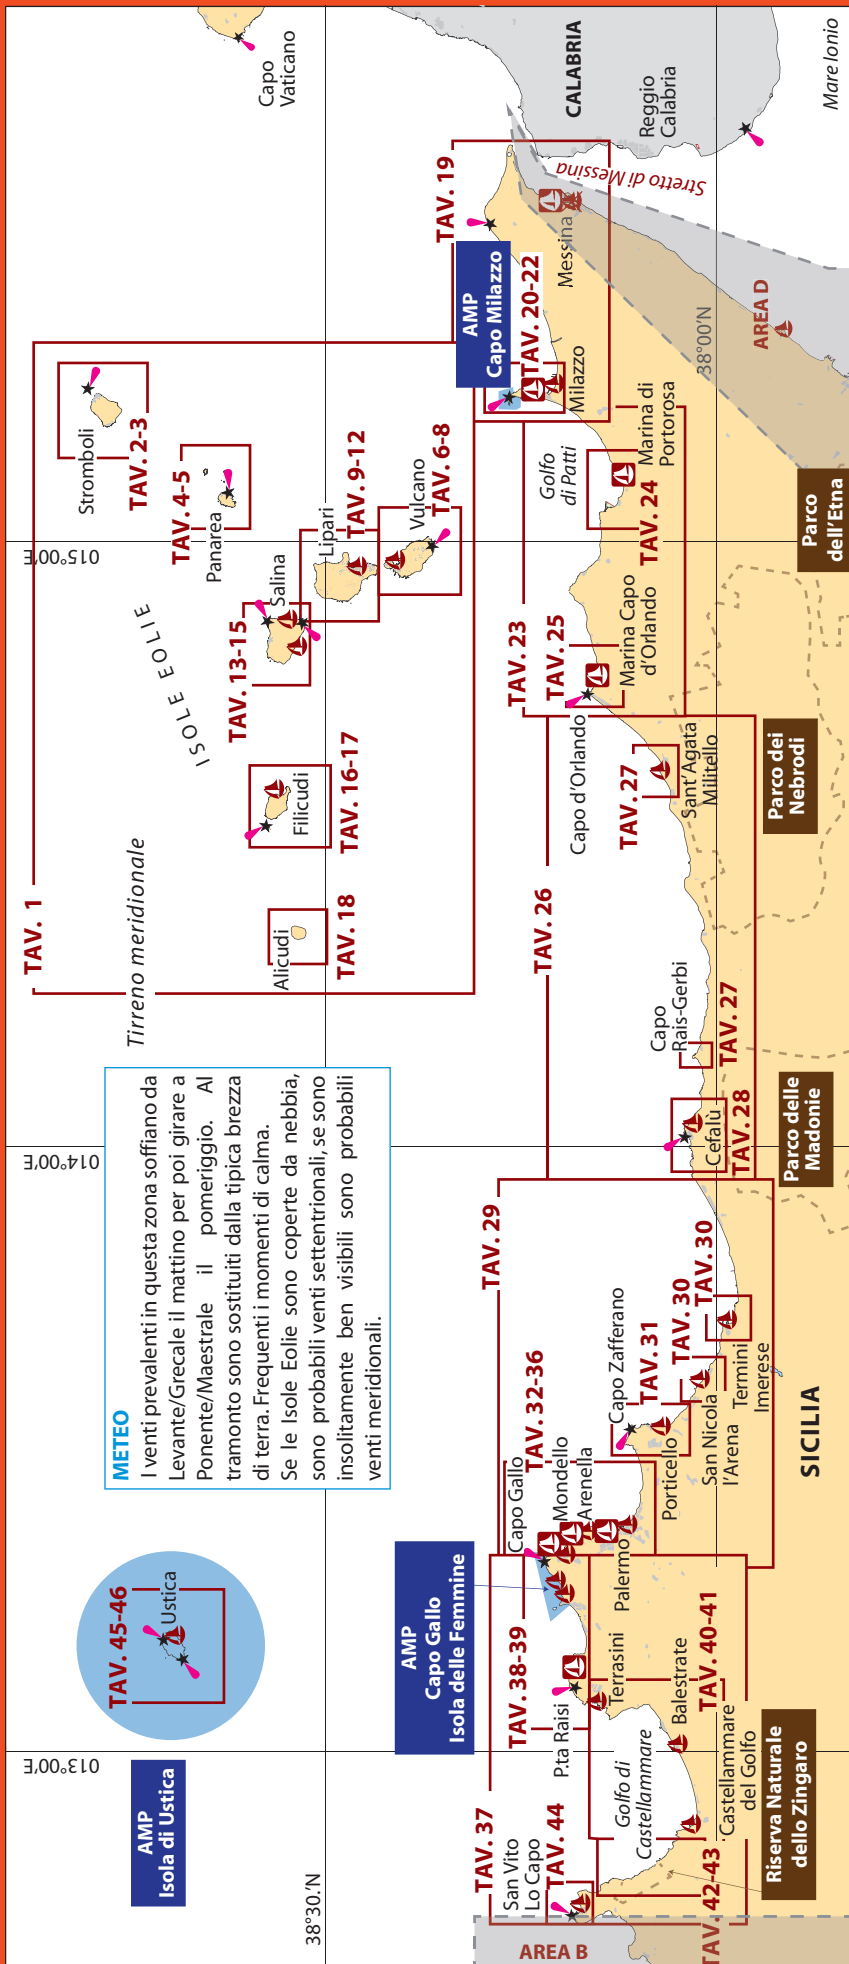 TAV. 1
Tirreno meridionale
ISOLE EOLIE
Stromboli
TAV. 2-3
TAV. 4-5
Panarea
015°00.'E
Lipari
TAV. 9-12
Vulcano
TAV. 6-8
Salina
TAV. 13-15
Filicudi
TAV. 16-17
Alicudi
TAV. 18
Capo
Vaticano
CALABRIA
Reggio
Calabria
Mare Ionio
Stretto di Messina
TAV. 19
AMP
Capo Milazzo
TAV. 20-22
Messina
Milazzo
38°00.'N
AREA D
Golfo
di Patti
Marina di
Portorosa
TAV. 24
TAV. 23
TAV. 25
Marina Capo
d'Orlando
Capo d'Orlando
TAV. 27
Sant'Agata
Militello
Parco
dell'Etna
Parco dei
Nebrodi
TAV. 26
Capo
Rais-Gerbi
TAV. 27
Cefalù
TAV. 28
Parco delle
Madonie
014°00.'E
METEO
I venti prevalenti in questa zona soffiano da
Levante/Grecale il mattino per poi girare a
Ponente/Maestrale il pomeriggio. Al
tramonto sono sostituiti dalla tipica brezza
di terra. Frequenti i momenti di calma.
Se le Isole Eolie sono coperte da nebbia,
sono probabili venti settentrionali, se sono
insolitamente ben visibili sono probabili
venti meridionali.
TAV. 29
TAV. 30
TAV. 30
Termini
Imerese
San Nicola
l'Arena
TAV. 31
Capo Zafferano
Porticello
TAV. 32-36
Capo Gallo
Mondello
Arenella
Palermo
SICILIA
AMP
Capo Gallo
Isola delle Femmine
TAV. 38-39
P.ta Raisi
Terrasini
TAV. 40-41
Balestrate
Golfo di
Castellammare
Castellammare
del Golfo
Riserva Naturale
dello Zingaro
TAV. 37
San Vito
Lo Capo
TAV. 44
TAV. 42-43
AREA B
TAV. 45-46
Ustica
AMP
Isola di Ustica
013°00.'E
38°30.'N